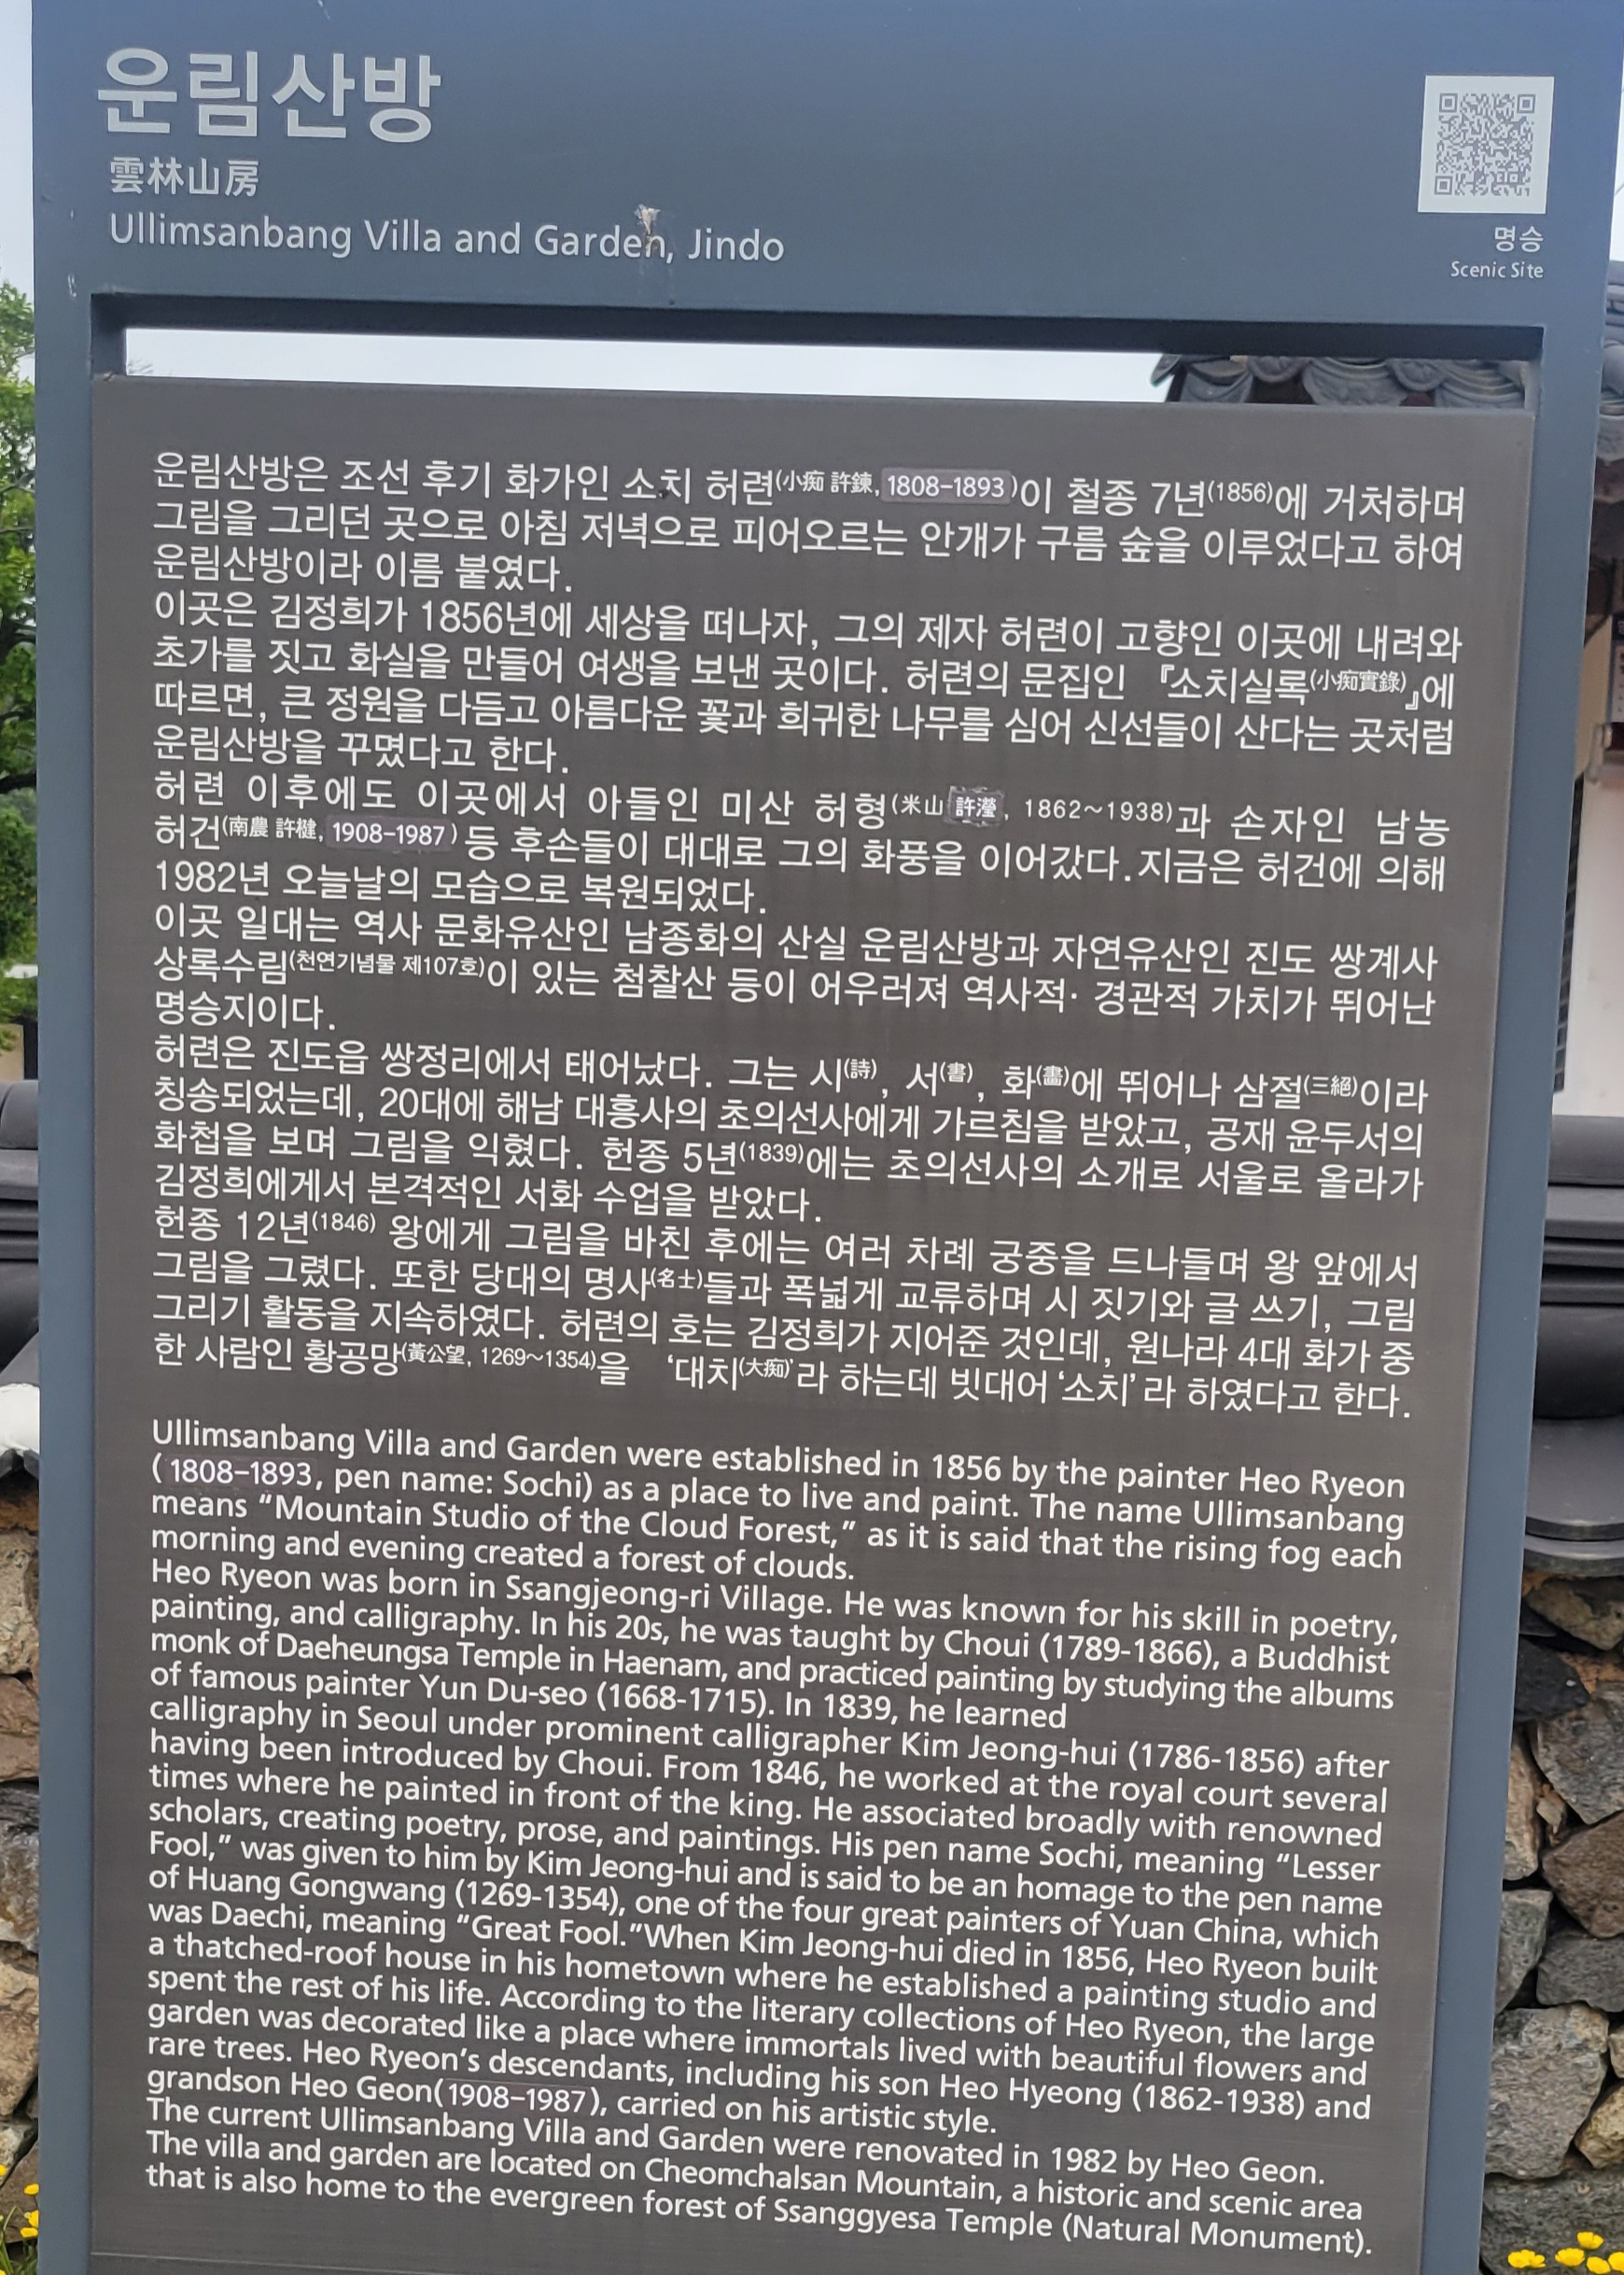 운림산방
雲林山房
Ullimsanbang Villa and Garden, Jindo
명승
Scenic Site
운림산방은 조선 후기 화가인 소치 허련(小痴 許鍊, 1808-1893)이 철종 7년(1856)에 거처하며
그림을 그리던 곳으로 아침 저녁으로 피어오르는 안개가 구름 숲을 이루었다고 하여
운림산방이라 이름 붙였다.
이곳은 김정희가 1856년에 세상을 떠나자, 그의 제자 허련이 고향인 이곳에 내려와
초가를 짓고 화실을 만들어 여생을 보낸 곳이다. 허련의 문집인 『소치실록(小痴實錄)』에
따르면, 큰 정원을 다듬고 아름다운 꽃과 희귀한 나무를 심어 신선들이 산다는 곳처럼
운림산방을 꾸몄다고 한다.
허련 이후에도 이곳에서 아들인 미산 허형(米山 許瀅, 1862~1938)과 손자인 남농
허건(南農 許楗, 1908-1987) 등 후손들이 대대로 그의 화풍을 이어갔다.지금은 허건에 의해
1982년 오늘날의 모습으로 복원되었다.
이곳 일대는 역사 문화유산인 남종화의 산실 운림산방과 자연유산인 진도 쌍계사
상록수림(천연기념물 제107호)이 있는 첨찰산 등이 어우러져 역사적· 경관적 가치가 뛰어난
명승지이다.
허련은 진도읍 쌍정리에서 태어났다. 그는 시(詩), 서(書), 화(畵)에 뛰어나 삼절(三絕)이라
칭송되었는데, 20대에 해남 대흥사의 초의선사에게 가르침을 받았고, 공재 윤두서의
화첩을 보며 그림을 익혔다. 헌종 5년(1839)에는 초의선사의 소개로 서울로 올라가
김정희에게서 본격적인 서화 수업을 받았다.
헌종 12년(1846) 왕에게 그림을 바친 후에는 여러 차례 궁중을 드나들며 왕 앞에서
그림을 그렸다. 또한 당대의 명사(名士)들과 폭넓게 교류하며 시 짓기와 글 쓰기, 그림
그리기 활동을 지속하였다. 허련의 호는 김정희가 지어준 것인데, 원나라 4대 화가 중
한 사람인 황공망(黃公望, 1269~1354)을 ‘대치(大痴)’라 하는데 빗대어 ‘소치’라 하였다고 한다.
Ullimsanbang Villa and Garden were established in 1856 by the painter Heo Ryeon
(1808-1893, pen name: Sochi) as a place to live and paint. The name Ullimsanbang
means “Mountain Studio of the Cloud Forest,” as it is said that the rising fog each
morning and evening created a forest of clouds.
Heo Ryeon was born in Ssangjeong-ri Village. He was known for his skill in poetry,
painting, and calligraphy. In his 20s, he was taught by Choui (1789-1866), a Buddhist
monk of Daeheungsa Temple in Haenam, and practiced painting by studying the albums
of famous painter Yun Du-seo (1668-1715). In 1839, he learned
calligraphy in Seoul under prominent calligrapher Kim Jeong-hui (1786-1856) after
having been introduced by Choui. From 1846, he worked at the royal court several
times where he painted in front of the king. He associated broadly with renowned
scholars, creating poetry, prose, and paintings. His pen name Sochi, meaning “Lesser
Fool,” was given to him by Kim Jeong-hui and is said to be an homage to the pen name
of Huang Gongwang (1269-1354), one of the four great painters of Yuan China, which
was Daechi, meaning “Great Fool.”When Kim Jeong-hui died in 1856, Heo Ryeon built
a thatched-roof house in his hometown where he established a painting studio and
spent the rest of his life. According to the literary collections of Heo Ryeon, the large
garden was decorated like a place where immortals lived with beautiful flowers and
rare trees. Heo Ryeon’s descendants, including his son Heo Hyeong (1862-1938) and
grandson Heo Geon(1908-1987), carried on his artistic style.
The current Ullimsanbang Villa and Garden were renovated in 1982 by Heo Geon.
The villa and garden are located on Cheomchalsan Mountain, a historic and scenic area
that is also home to the evergreen forest of Ssanggyesa Temple (Natural Monument).